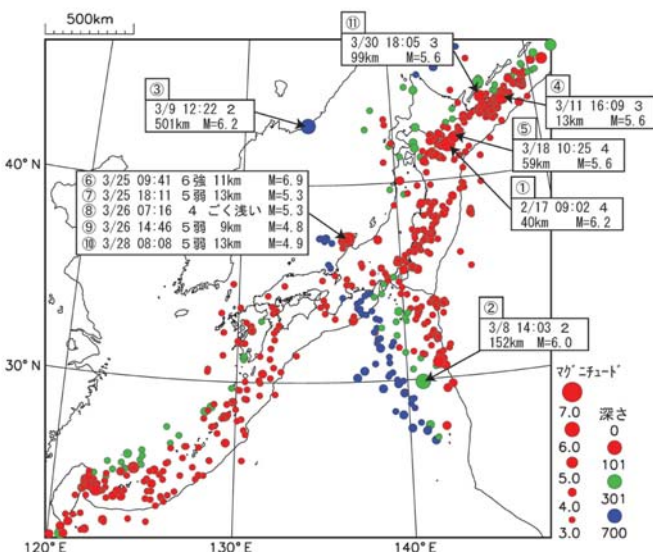 500km
⑪
3/30 18:05 3
99km M=5.6
③
3/9 12:22 2
501km M=6.2
④
3/11 16:09 3
13km M=5.6
⑤
3/18 10:25 4
59km M=5.6
①
2/17 09:02 4
40km M=6.2
40°N
⑥ 3/25 09:41 6強 11km M=6.9
⑦ 3/25 18:11 5弱 13km M=5.3
⑧ 3/26 07:16 4 ごく浅い M=5.3
⑨ 3/26 14:46 5弱 9km M=4.8
⑩ 3/28 08:08 5弱 13km M=4.9
②
3/8 14:03 2
152km M=6.0
30°N
マグニチュード
7.0 深さ
0
6.0
101
5.0
301
4.0
3.0 700
120°E 130°E 140°E